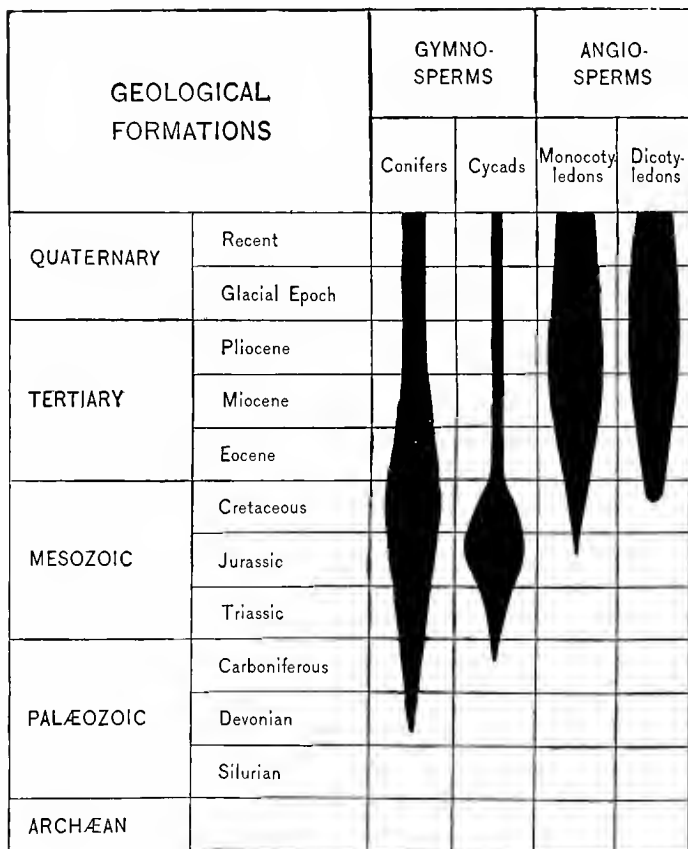 GEOLOGICAL
FORMATIONS
GYMNO-
SPERMS
ANGIO-
SPERMS
Conifers
Cycads
Monocoty
ledons
Dicoty-
ledons
QUATERNARY
Recent
Glacial Epoch
TERTIARY
Pliocene
Miocene
Eocene
MESOZOIC
Cretaceous
Jurassic
Triassic
PALÆOZOIC
Carboniferous
Devonian
Silurian
ARCHÆAN